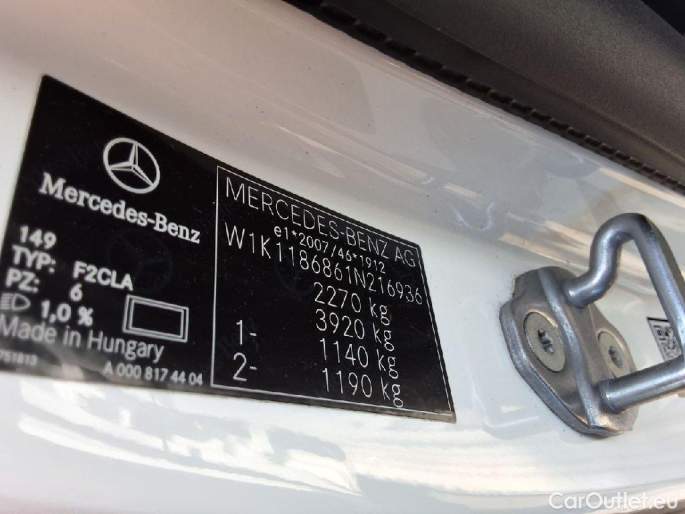 Mercedes-Benz
149
TYP: F2CLA
PZ: 6
1,0 %
Made in Hungary
751813
A 000 817 44 04
MERCEDES-BENZ AG
e1*2007/46*1912
W1K1186861N216936
2270 kg
3920 kg
1- 1140 kg
2- 1190 kg
CarOutlet.eu